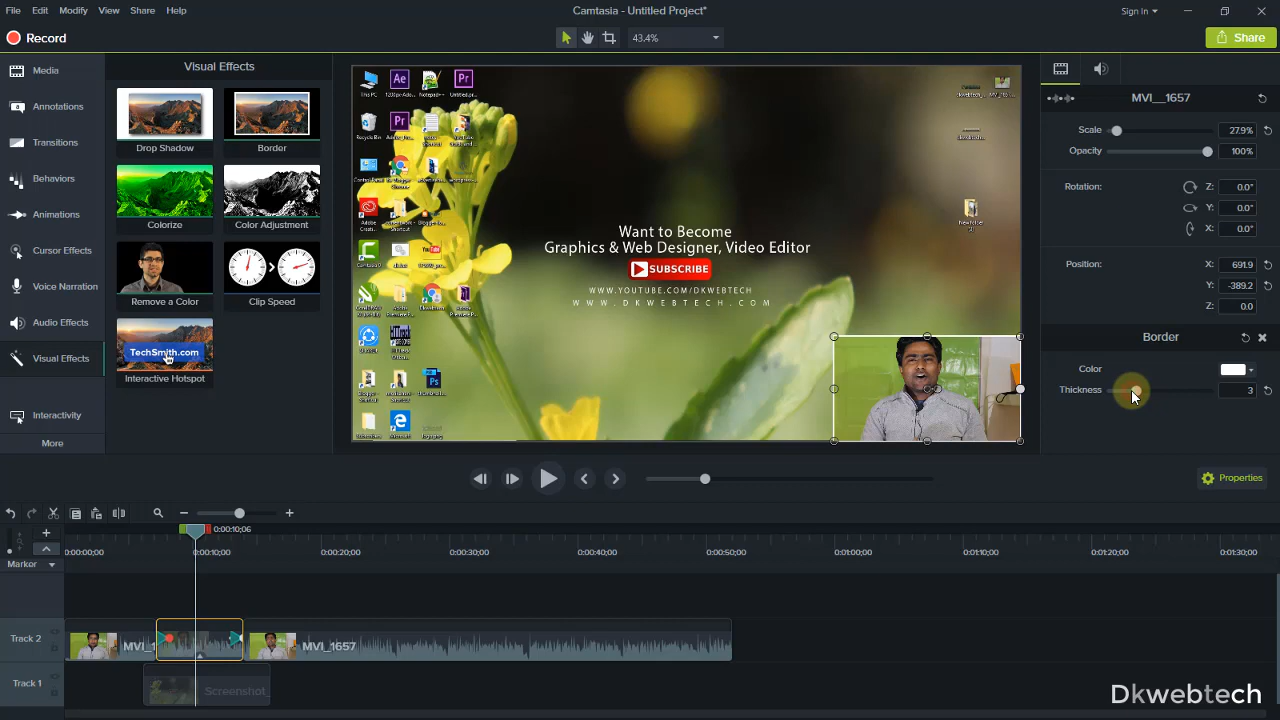 File Edit Modify View Share Help
Camtasia - Untitled Project*
Sign In
Record
43.4%
Share
Media
Annotations
Transitions
Behaviors
Animations
Cursor Effects
Voice Narration
Audio Effects
Visual Effects
Interactivity
More
Visual Effects
Drop Shadow
Border
Colorize
Color Adjustment
Remove a Color
Clip Speed
TechSmith.com
Interactive Hotspot
This PC
Recycle Bin
Want to Become
Graphics & Web Designer, Video Editor
SUBSCRIBE
WWW.YOUTUBE.COM/DKWEBTECH
WWW.DKWEBTECH.COM
MVI__1657
Scale 27.9%
Opacity 100%
Rotation: Z: 0.0°
Y: 0.0°
X: 0.0°
Position: X: 691.9
Y: -389.2
Z: 0.0
Border
Color
Thickness 3
Properties
0:00:10;06
0:00:00;00 0:00:10;00 0:00:20;00 0:00:30;00 0:00:40;00 0:00:50;00 0:01:00;00 0:01:10;00 0:01:20;00 0:01:30;00
Marker
Track 2
MVI_1
MVI_1657
Track 1
Screenshot_
Dkwebtech